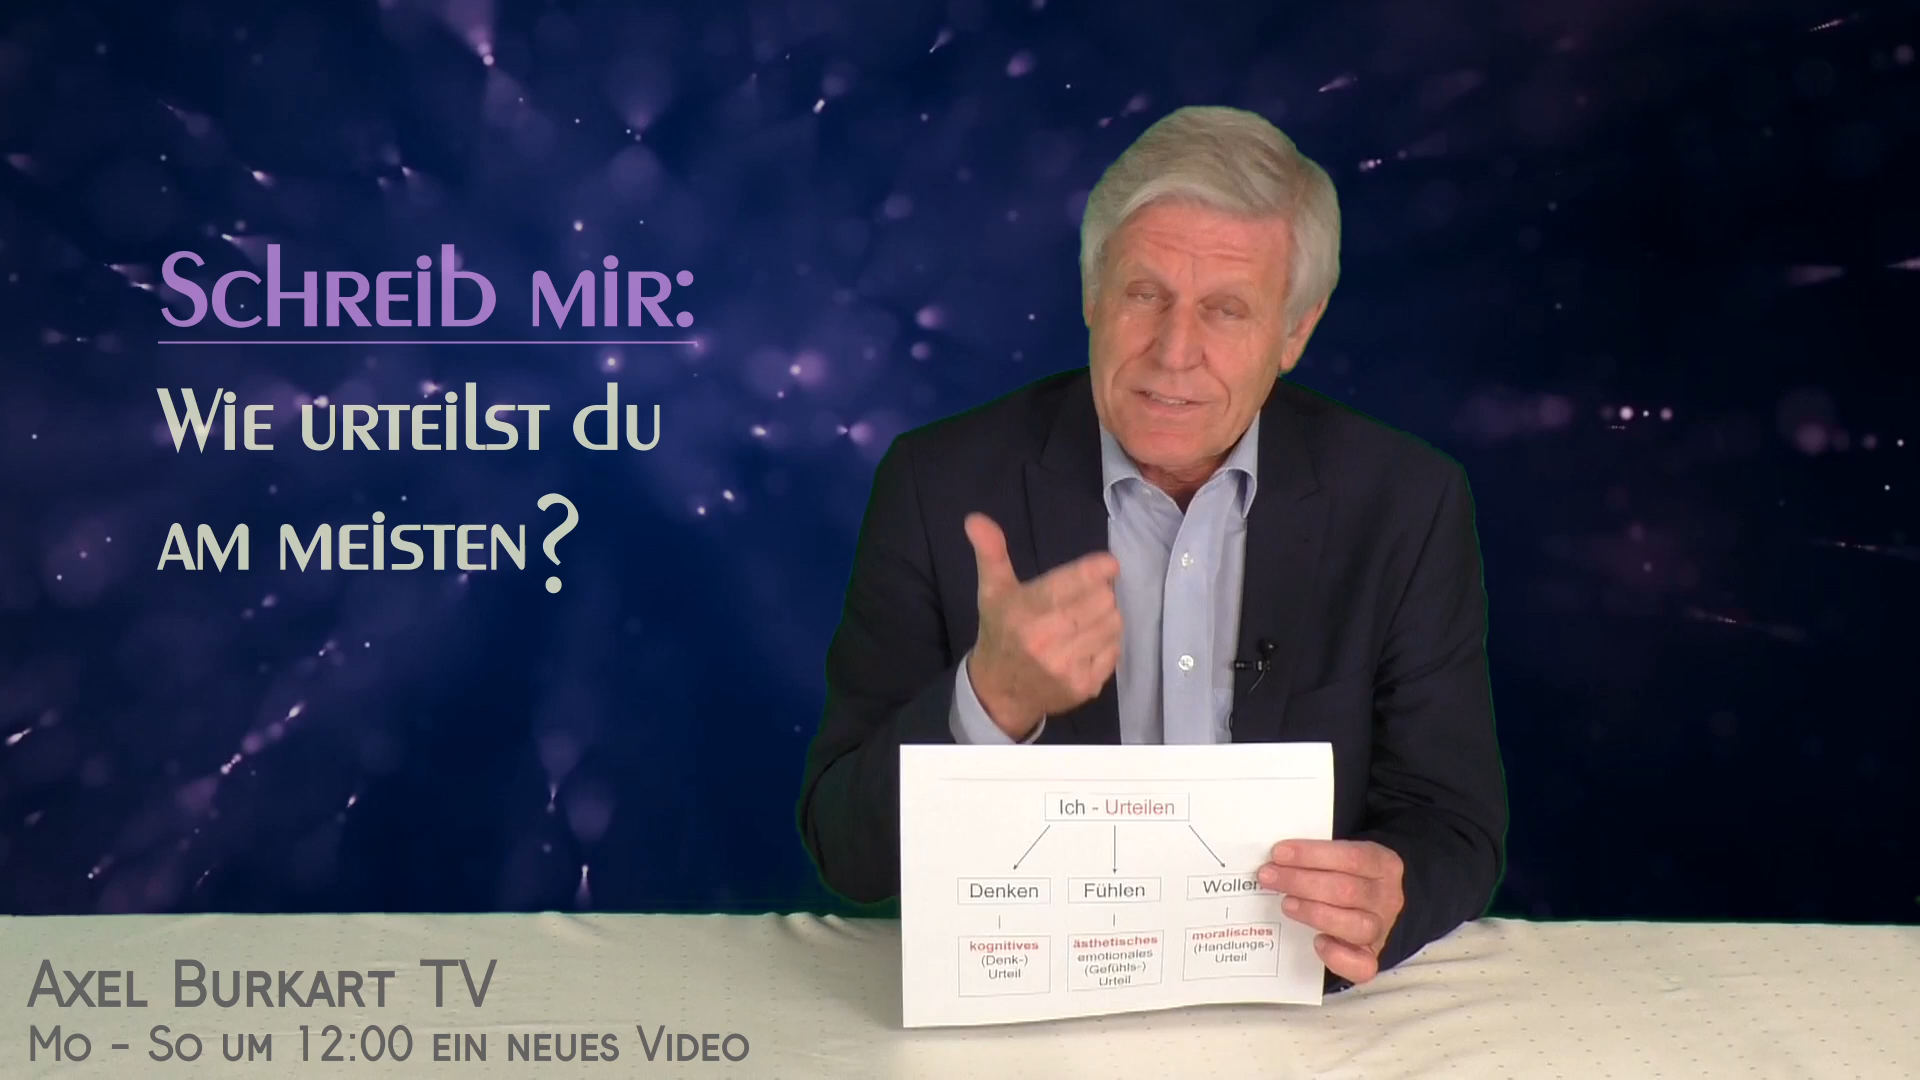 Schreib mir:
Wie urteilst du
am meisten?
Ich - Urteilen
Denken
Fühlen
Wollen
kognitives
(Denk-)
Urteil
ästhetisches
emotionales
(Gefühls-)
Urteil
moralisches
(Handlungs-)
Urteil
Axel Burkart TV
Mo - So um 12:00 ein neues Video